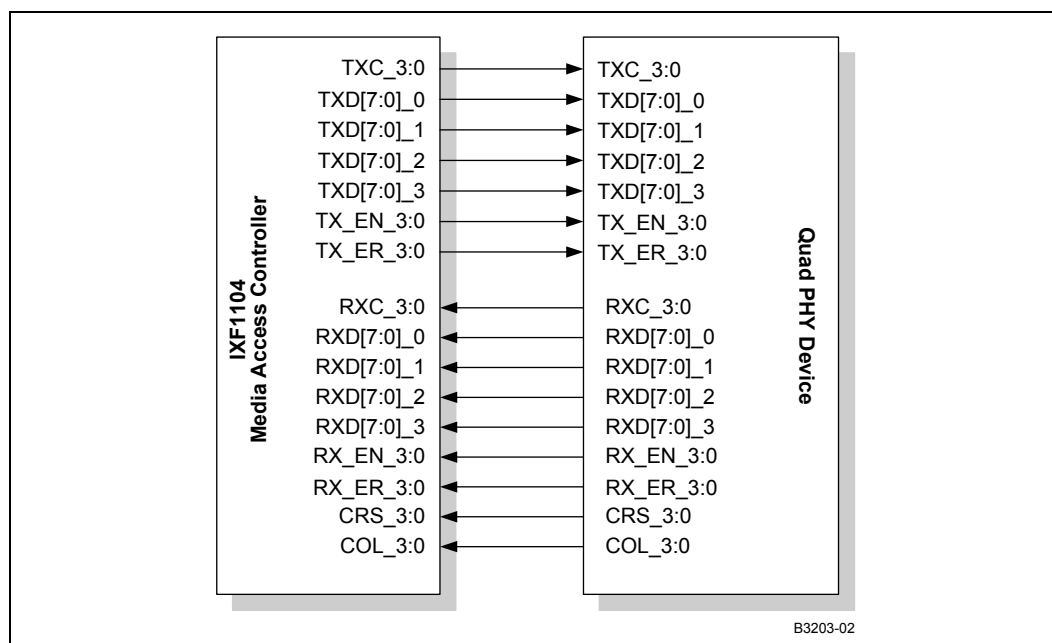 TXC_3:0
TXD[7:0]_0
TXD[7:0]_1
TXD[7:0]_2
TXD[7:0]_3
TX_EN_3:0
TX_ER_3:0
RXC_3:0
RXD[7:0]_0
RXD[7:0]_1
RXD[7:0]_2
RXD[7:0]_3
RX_EN_3:0
RX_ER_3:0
CRS_3:0
COL_3:0
IXF1104
Media Access Controller
TXC_3:0
TXD[7:0]_0
TXD[7:0]_1
TXD[7:0]_2
TXD[7:0]_3
TX_EN_3:0
TX_ER_3:0
RXC_3:0
RXD[7:0]_0
RXD[7:0]_1
RXD[7:0]_2
RXD[7:0]_3
RX_EN_3:0
RX_ER_3:0
CRS_3:0
COL_3:0
Quad PHY Device
B3203-02